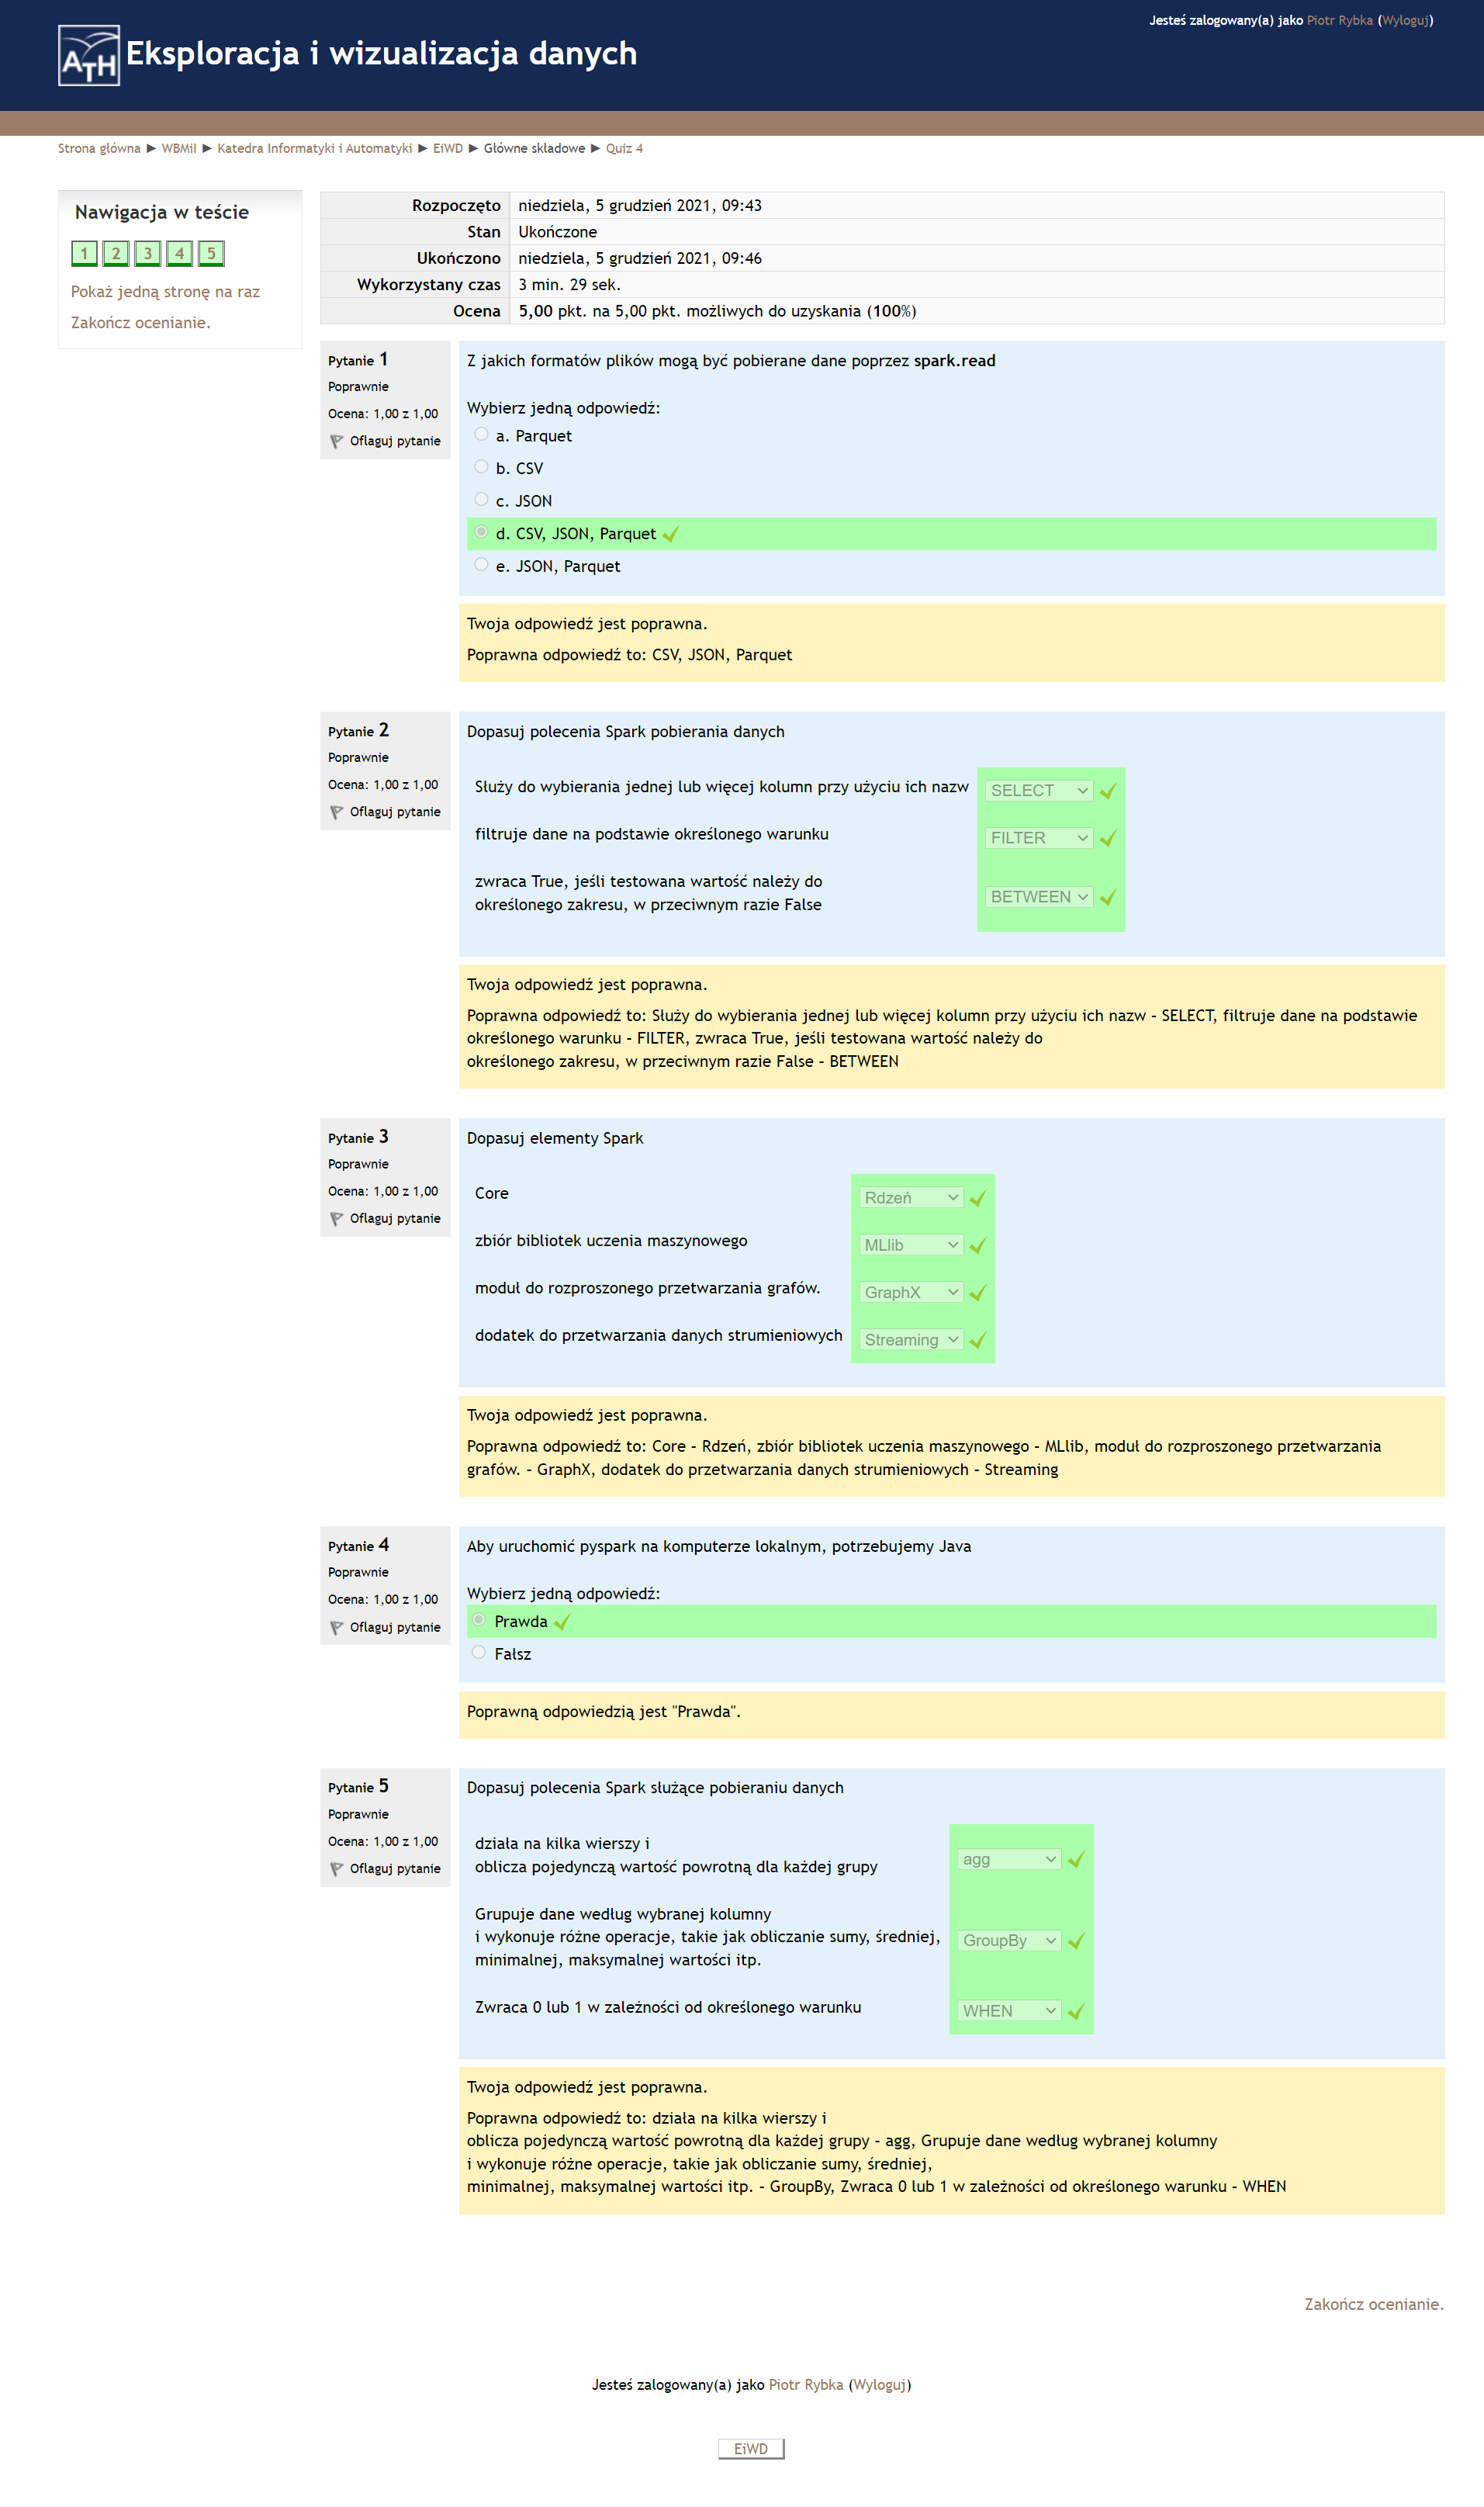 Jesteś zalogowany(a) jako Piotr Rybka (Wyloguj)
ATH
Eksploracja i wizualizacja danych
Strona główna ► WBMiI ► Katedra Informatyki i Automatyki ► EiWD ► Główne składowe ► Quiz 4
Nawigacja w teście
1 2 3 4 5
Pokaż jedną stronę na raz
Zakończ ocenianie.
Rozpoczęto niedziela, 5 grudzień 2021, 09:43
Stan Ukończone
Ukończono niedziela, 5 grudzień 2021, 09:46
Wykorzystany czas 3 min. 29 sek.
Ocena 5,00 pkt. na 5,00 pkt. możliwych do uzyskania (100%)
Pytanie 1
Poprawnie
Ocena: 1,00 z 1,00
Oflaguj pytanie
Z jakich formatów plików mogą być pobierane dane poprzez spark.read
Wybierz jedną odpowiedź:
a. Parquet
b. CSV
c. JSON
d. CSV, JSON, Parquet
e. JSON, Parquet
Twoja odpowiedź jest poprawna.
Poprawna odpowiedź to: CSV, JSON, Parquet
Pytanie 2
Poprawnie
Ocena: 1,00 z 1,00
Oflaguj pytanie
Dopasuj polecenia Spark pobierania danych
Służy do wybierania jednej lub więcej kolumn przy użyciu ich nazw SELECT
filtruje dane na podstawie określonego warunku FILTER
zwraca True, jeśli testowana wartość należy do
określonego zakresu, w przeciwnym razie False BETWEEN
Twoja odpowiedź jest poprawna.
Poprawna odpowiedź to: Służy do wybierania jednej lub więcej kolumn przy użyciu ich nazw – SELECT, filtruje dane na podstawie
określonego warunku – FILTER, zwraca True, jeśli testowana wartość należy do
określonego zakresu, w przeciwnym razie False – BETWEEN
Pytanie 3
Poprawnie
Ocena: 1,00 z 1,00
Oflaguj pytanie
Dopasuj elementy Spark
Core Rdzeń
zbiór bibliotek uczenia maszynowego MLlib
moduł do rozproszonego przetwarzania grafów. GraphX
dodatek do przetwarzania danych strumieniowych Streaming
Twoja odpowiedź jest poprawna.
Poprawna odpowiedź to: Core – Rdzeń, zbiór bibliotek uczenia maszynowego – MLlib, moduł do rozproszonego przetwarzania
grafów. – GraphX, dodatek do przetwarzania danych strumieniowych – Streaming
Pytanie 4
Poprawnie
Ocena: 1,00 z 1,00
Oflaguj pytanie
Aby uruchomić pyspark na komputerze lokalnym, potrzebujemy Java
Wybierz jedną odpowiedź:
Prawda
Fałsz
Poprawną odpowiedzią jest "Prawda".
Pytanie 5
Poprawnie
Ocena: 1,00 z 1,00
Oflaguj pytanie
Dopasuj polecenia Spark służące pobieraniu danych
działa na kilka wierszy i
oblicza pojedynczą wartość powrotną dla każdej grupy agg
Grupuje dane według wybranej kolumny
i wykonuje różne operacje, takie jak obliczanie sumy, średniej, GroupBy
minimalnej, maksymalnej wartości itp.
Zwraca 0 lub 1 w zależności od określonego warunku WHEN
Twoja odpowiedź jest poprawna.
Poprawna odpowiedź to: działa na kilka wierszy i
oblicza pojedynczą wartość powrotną dla każdej grupy – agg, Grupuje dane według wybranej kolumny
i wykonuje różne operacje, takie jak obliczanie sumy, średniej,
minimalnej, maksymalnej wartości itp. – GroupBy, Zwraca 0 lub 1 w zależności od określonego warunku – WHEN
Zakończ ocenianie.
Jesteś zalogowany(a) jako Piotr Rybka (Wyloguj)
EiWD